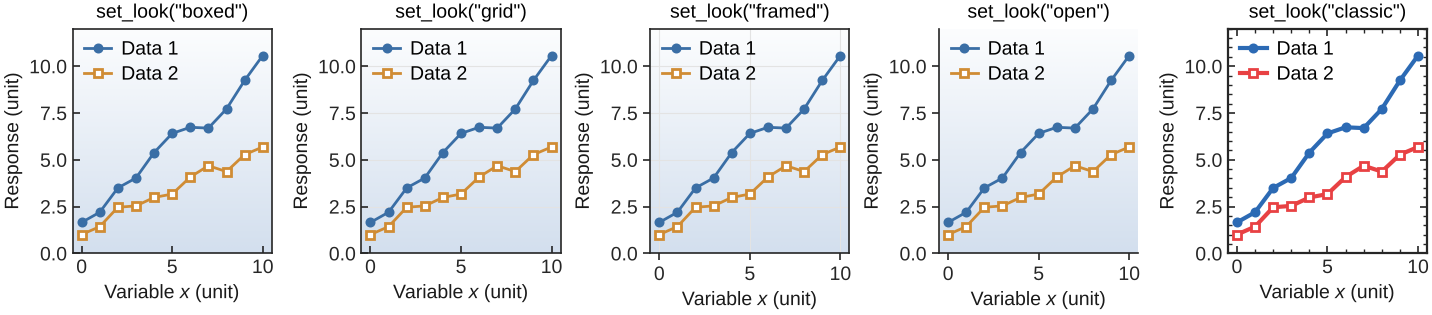 set_look("boxed")
Data 1
Data 2
10.0
7.5
5.0
2.5
0.0
0
5
10
Response (unit)
Variable x (unit)
set_look("grid")
Data 1
Data 2
10.0
7.5
5.0
2.5
0.0
0
5
10
Response (unit)
Variable x (unit)
set_look("framed")
Data 1
Data 2
10.0
7.5
5.0
2.5
0.0
0
5
10
Response (unit)
Variable x (unit)
set_look("open")
Data 1
Data 2
10.0
7.5
5.0
2.5
0.0
0
5
10
Response (unit)
Variable x (unit)
set_look("classic")
Data 1
Data 2
10.0
7.5
5.0
2.5
0.0
0
5
10
Response (unit)
Variable x (unit)